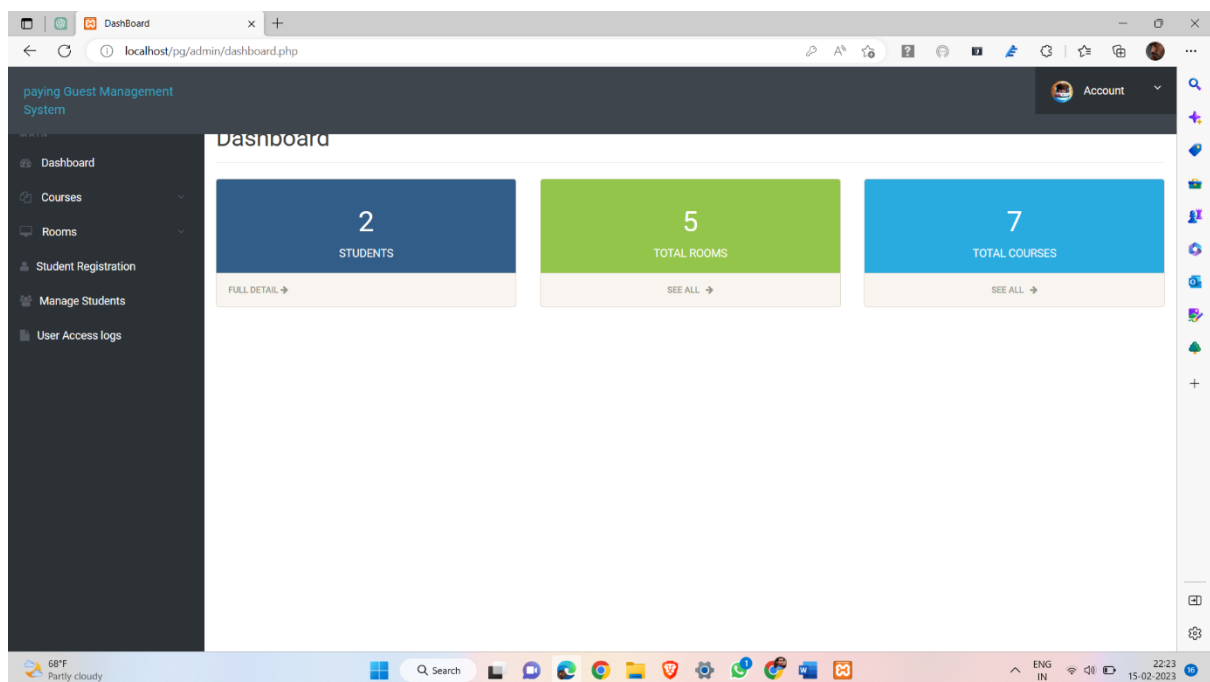 DashBoard
localhost/pg/admin/dashboard.php
paying Guest Management
System
Account
Dashboard
Dashboard
Courses
Rooms
Student Registration
Manage Students
User Access logs
2
STUDENTS
FULL DETAIL
5
TOTAL ROOMS
SEE ALL
7
TOTAL COURSES
SEE ALL
68°F
Partly cloudy
Search
ENG
IN
22:23
15-02-2023
16